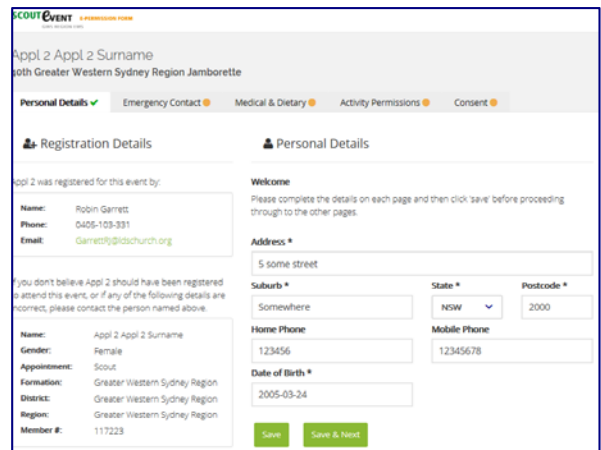 SCOUT EVENT E-PERMISSION FORM
Appl 2 Appl 2 Surname
10th Greater Western Sydney Region Jamborette
Personal Details
Emergency Contact
Medical & Dietary
Activity Permissions
Consent
Registration Details
Appl 2 was registered for this event by:
Name: Robin Garrett
Phone: 0405-103-331
Email: GarrettRJ@ldschurch.org
If you don't believe Appl 2 should have been registered
to attend this event, or if any of the following details are
incorrect, please contact the person named above.
Name: Appl 2 Appl 2 Surname
Gender: Female
Appointment: Scout
Formation: Greater Western Sydney Region
District: Greater Western Sydney Region
Region: Greater Western Sydney Region
Member #: 117223
Personal Details
Welcome
Please complete the details on each page and then click 'save' before proceeding
through to the other pages.
Address *
5 some street
Suburb * State * Postcode *
Somewhere NSW 2000
Home Phone Mobile Phone
123456 12345678
Date of Birth *
2005-03-24
Save Save & Next